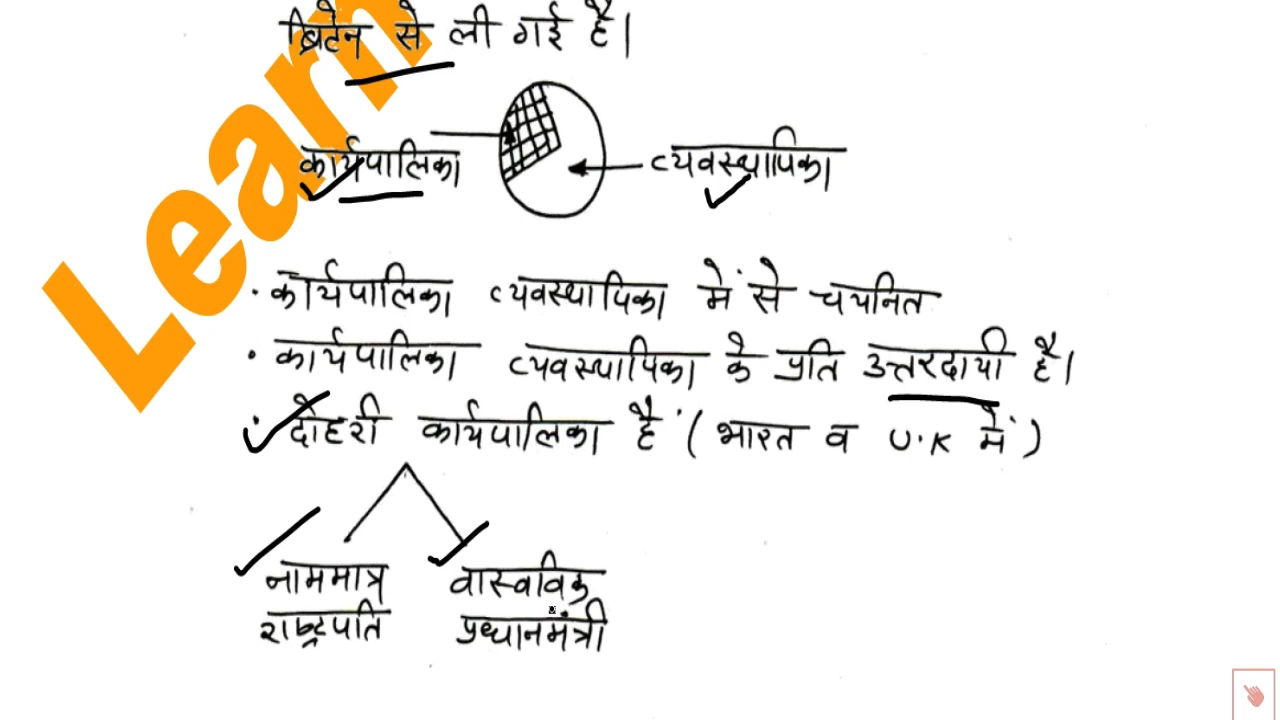 ब्रिटेन से ली गई है।
Learn
कार्यपालिका व्यवस्थापिका
· कार्यपालिका व्यवस्थापिका में से चयनित
· कार्यपालिका व्यवस्थापिका के प्रति उत्तरदायी है।
· दोहरी कार्यपालिका है (भारत व U.K में)
नाममात्र वास्तविक
राष्ट्रपति प्रधानमंत्री